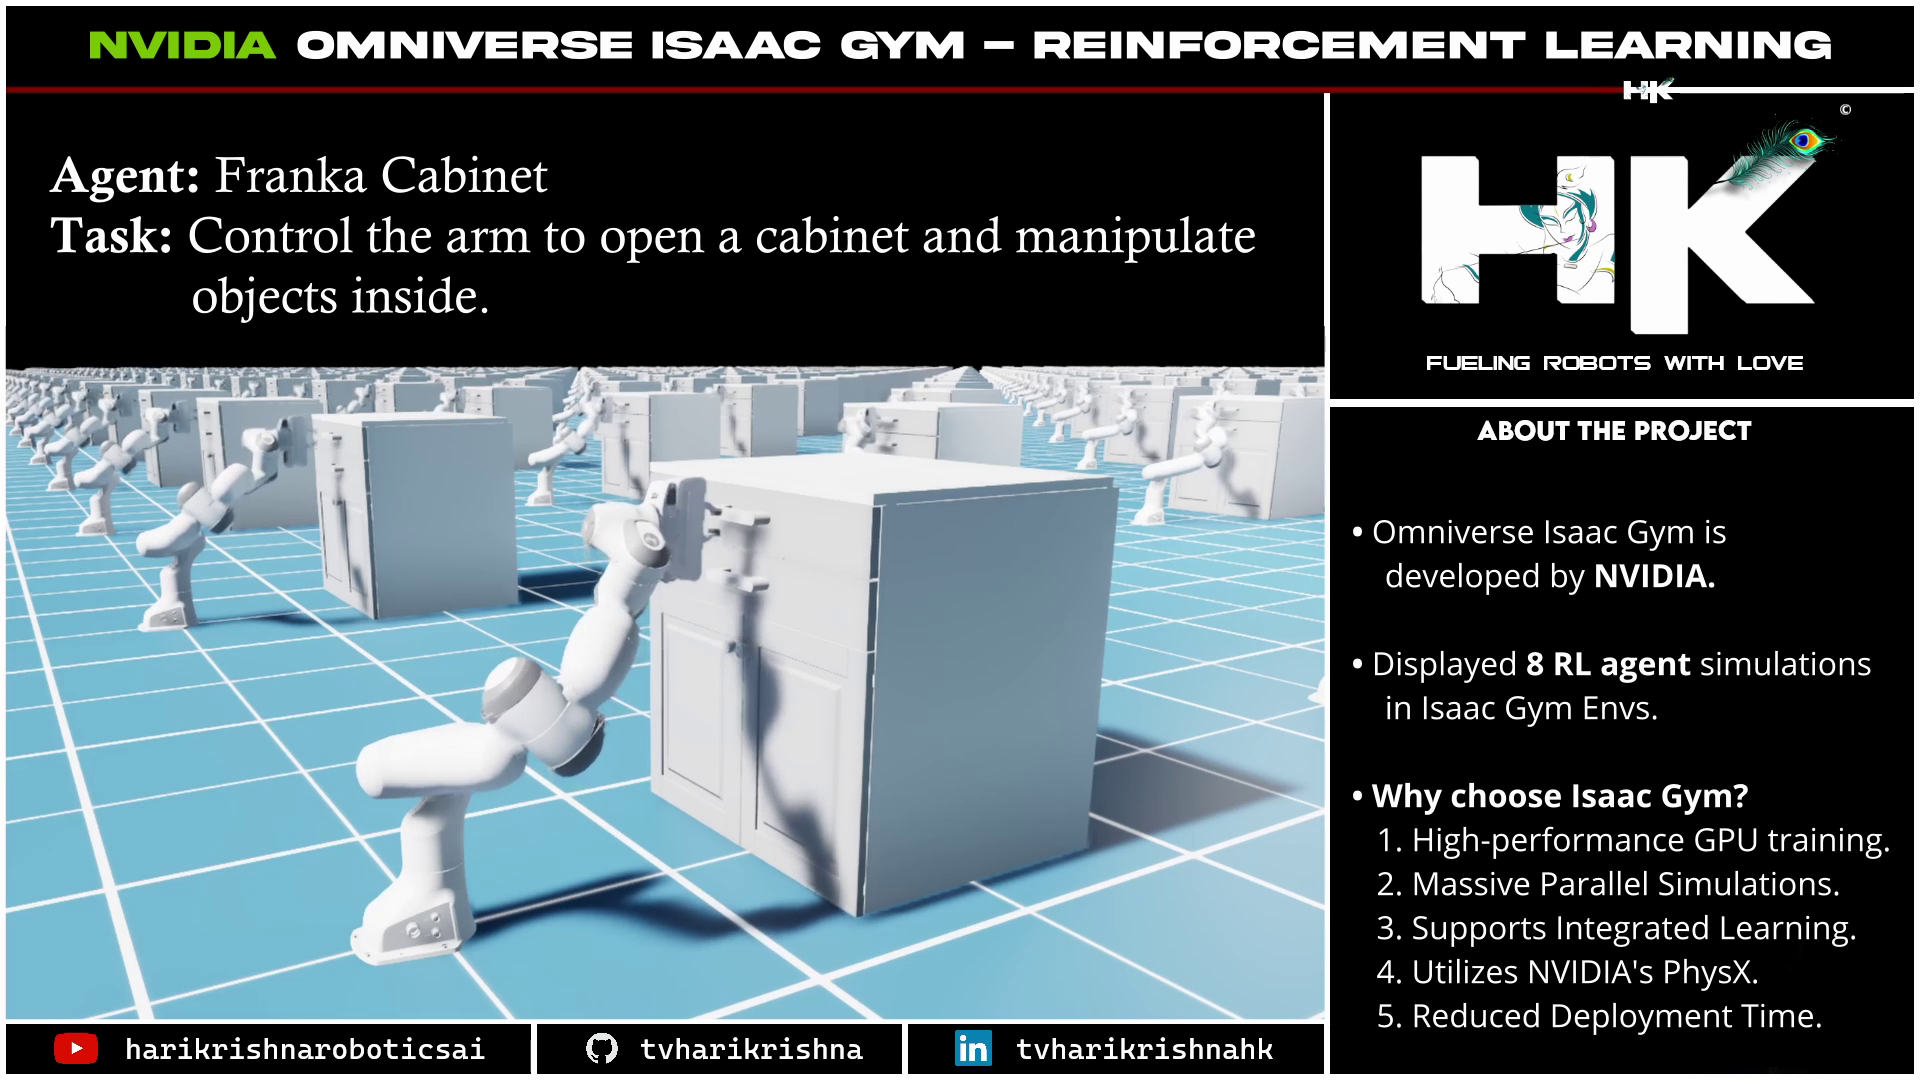 NVIDIA OMNIVERSE ISAAC GYM – REINFORCEMENT LEARNING
HK
Agent: Franka Cabinet
Task: Control the arm to open a cabinet and manipulate
objects inside.
©
HK
FUELING ROBOTS WITH LOVE
ABOUT THE PROJECT
• Omniverse Isaac Gym is
developed by NVIDIA.
• Displayed 8 RL agent simulations
in Isaac Gym Envs.
• Why choose Isaac Gym?
1. High-performance GPU training.
2. Massive Parallel Simulations.
3. Supports Integrated Learning.
4. Utilizes NVIDIA's PhysX.
5. Reduced Deployment Time.
harikrishnaroboticsai
tvharikrishna
in tvharikrishnahk